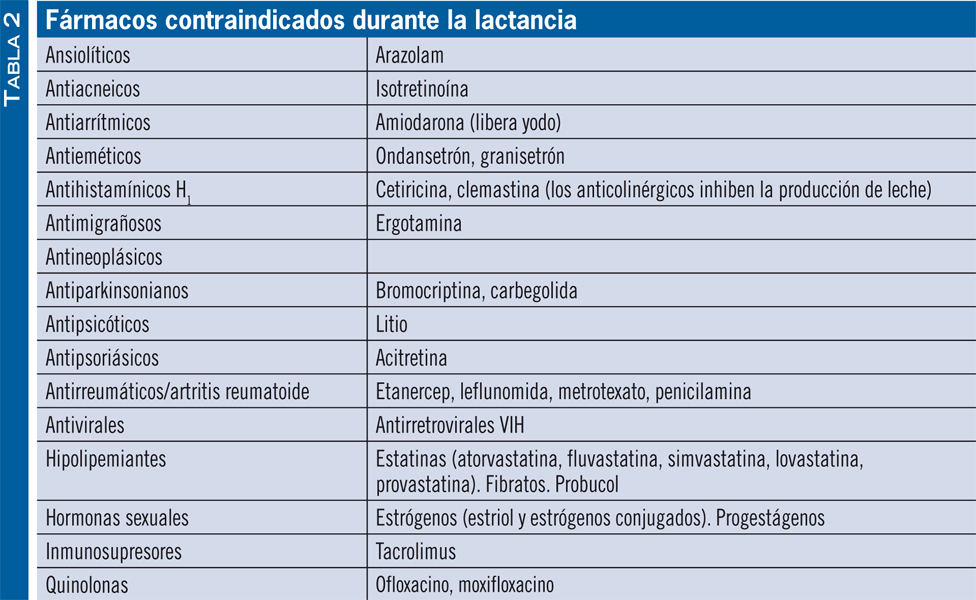 TABLA 2
Fármacos contraindicados durante la lactancia
Ansiolíticos Arazolam
Antiacneicos Isotretinoína
Antiarrítmicos Amiodarona (libera yodo)
Antieméticos Ondansetrón, granisetrón
Antihistamínicos H1 Cetiricina, clemastina (los anticolinérgicos inhiben la producción de leche)
Antimigrañosos Ergotamina
Antineoplásicos
Antiparkinsonianos Bromocriptina, carbegolida
Antipsicóticos Litio
Antipsoriásicos Acitretina
Antirreumáticos/artritis reumatoide Etanercep, leflunomida, metrotexato, penicilamina
Antivirales Antirretrovirales VIH
Hipolipemiantes Estatinas (atorvastatina, fluvastatina, simvastatina, lovastatina,
provastatina). Fibratos. Probucol
Hormonas sexuales Estrógenos (estriol y estrógenos conjugados). Progestágenos
Inmunosupresores Tacrolimus
Quinolonas Ofloxacino, moxifloxacino